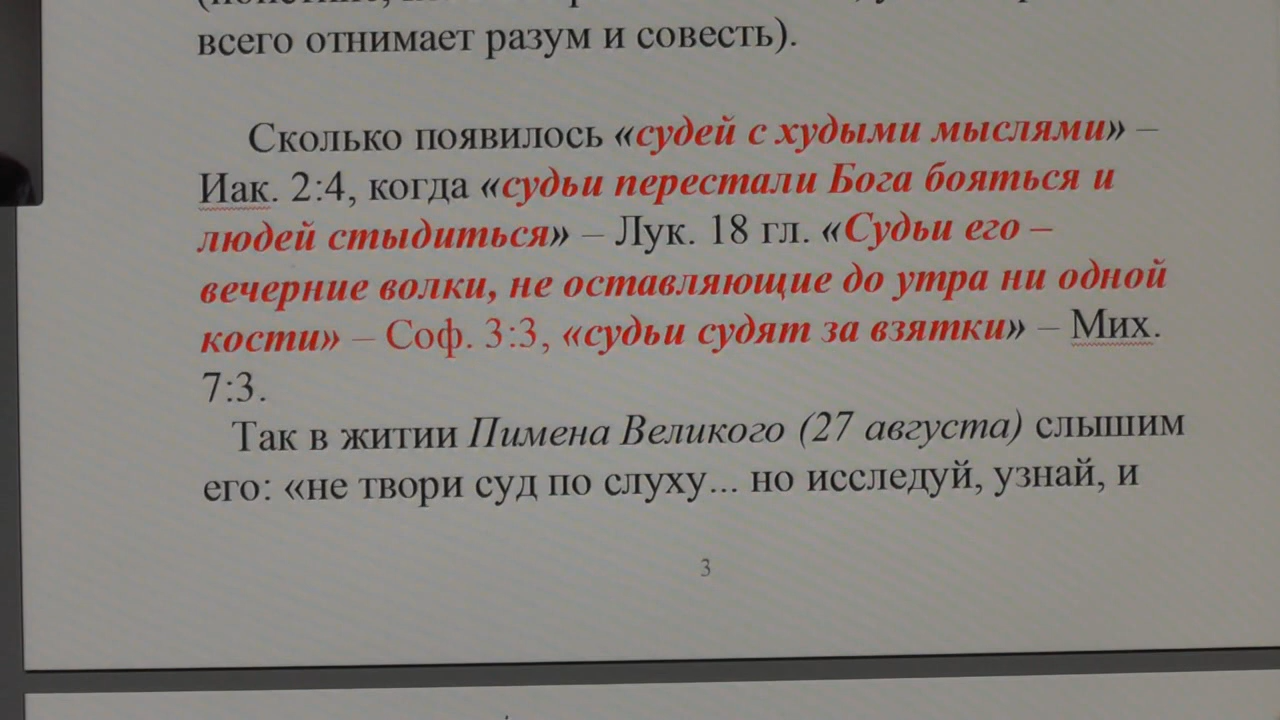 всего отнимает разум и совесть).
Сколько появилось «судей с худыми мыслями» –
Иак. 2:4, когда «судьи перестали Бога бояться и
людей стыдиться» – Лук. 18 гл. «Судьи его –
вечерние волки, не оставляющие до утра ни одной
кости» – Соф. 3:3, «судьи судят за взятки» – Мих.
7:3.
Так в житии Пимена Великого (27 августа) слышим
его: «не твори суд по слуху... но исследуй, узнай, и
3